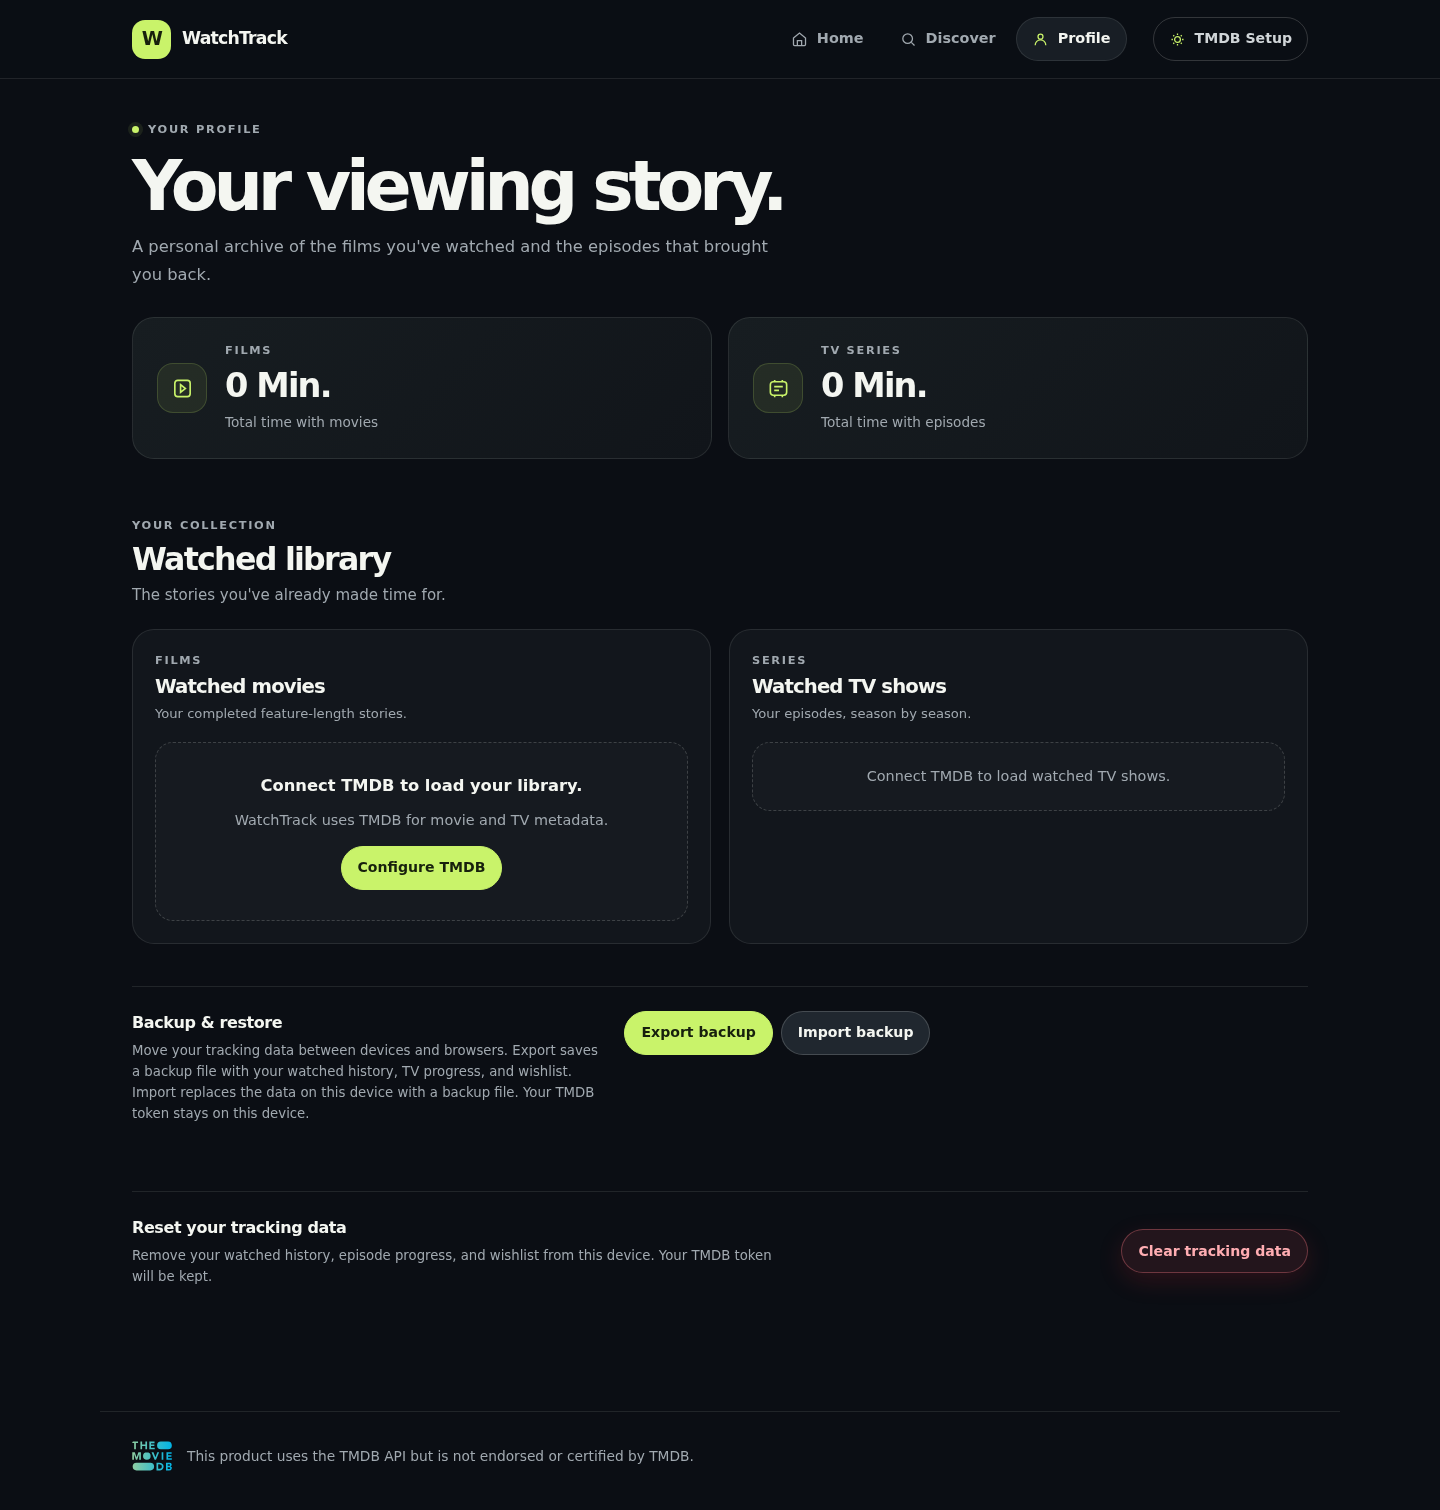 W WatchTrack
Home Discover Profile TMDB Setup
YOUR PROFILE
Your viewing story.
A personal archive of the films you've watched and the episodes that brought
you back.
FILMS
0 Min.
Total time with movies
TV SERIES
0 Min.
Total time with episodes
YOUR COLLECTION
Watched library
The stories you've already made time for.
FILMS
Watched movies
Your completed feature-length stories.
Connect TMDB to load your library.
WatchTrack uses TMDB for movie and TV metadata.
Configure TMDB
SERIES
Watched TV shows
Your episodes, season by season.
Connect TMDB to load watched TV shows.
Backup & restore
Move your tracking data between devices and browsers. Export saves
a backup file with your watched history, TV progress, and wishlist.
Import replaces the data on this device with a backup file. Your TMDB
token stays on this device.
Export backup Import backup
Reset your tracking data
Remove your watched history, episode progress, and wishlist from this device. Your TMDB token
will be kept.
Clear tracking data
THE
MOVIE
DB
This product uses the TMDB API but is not endorsed or certified by TMDB.